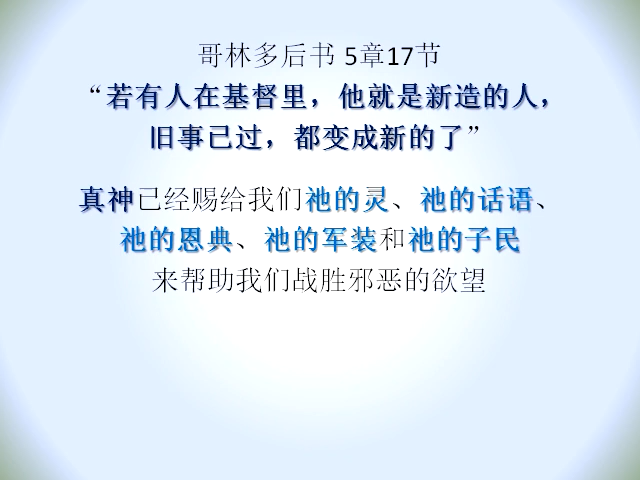 哥林多后书 5章17节
“若有人在基督里，他就是新造的人，
旧事已过，都变成新的了”
真神已经赐给我们祂的灵、祂的话语、
祂的恩典、祂的军装和祂的子民
来帮助我们战胜邪恶的欲望